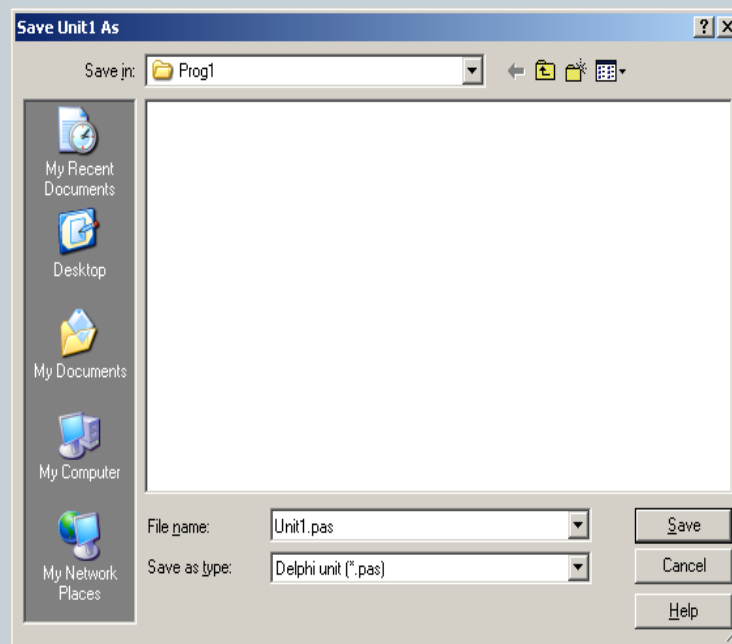 Save Unit1 As
Save in: Prog1
My Recent
Documents
Desktop
My Documents
My Computer
My Network
Places
File name: Unit1.pas
Save as type: Delphi unit (*.pas)
Save
Cancel
Help